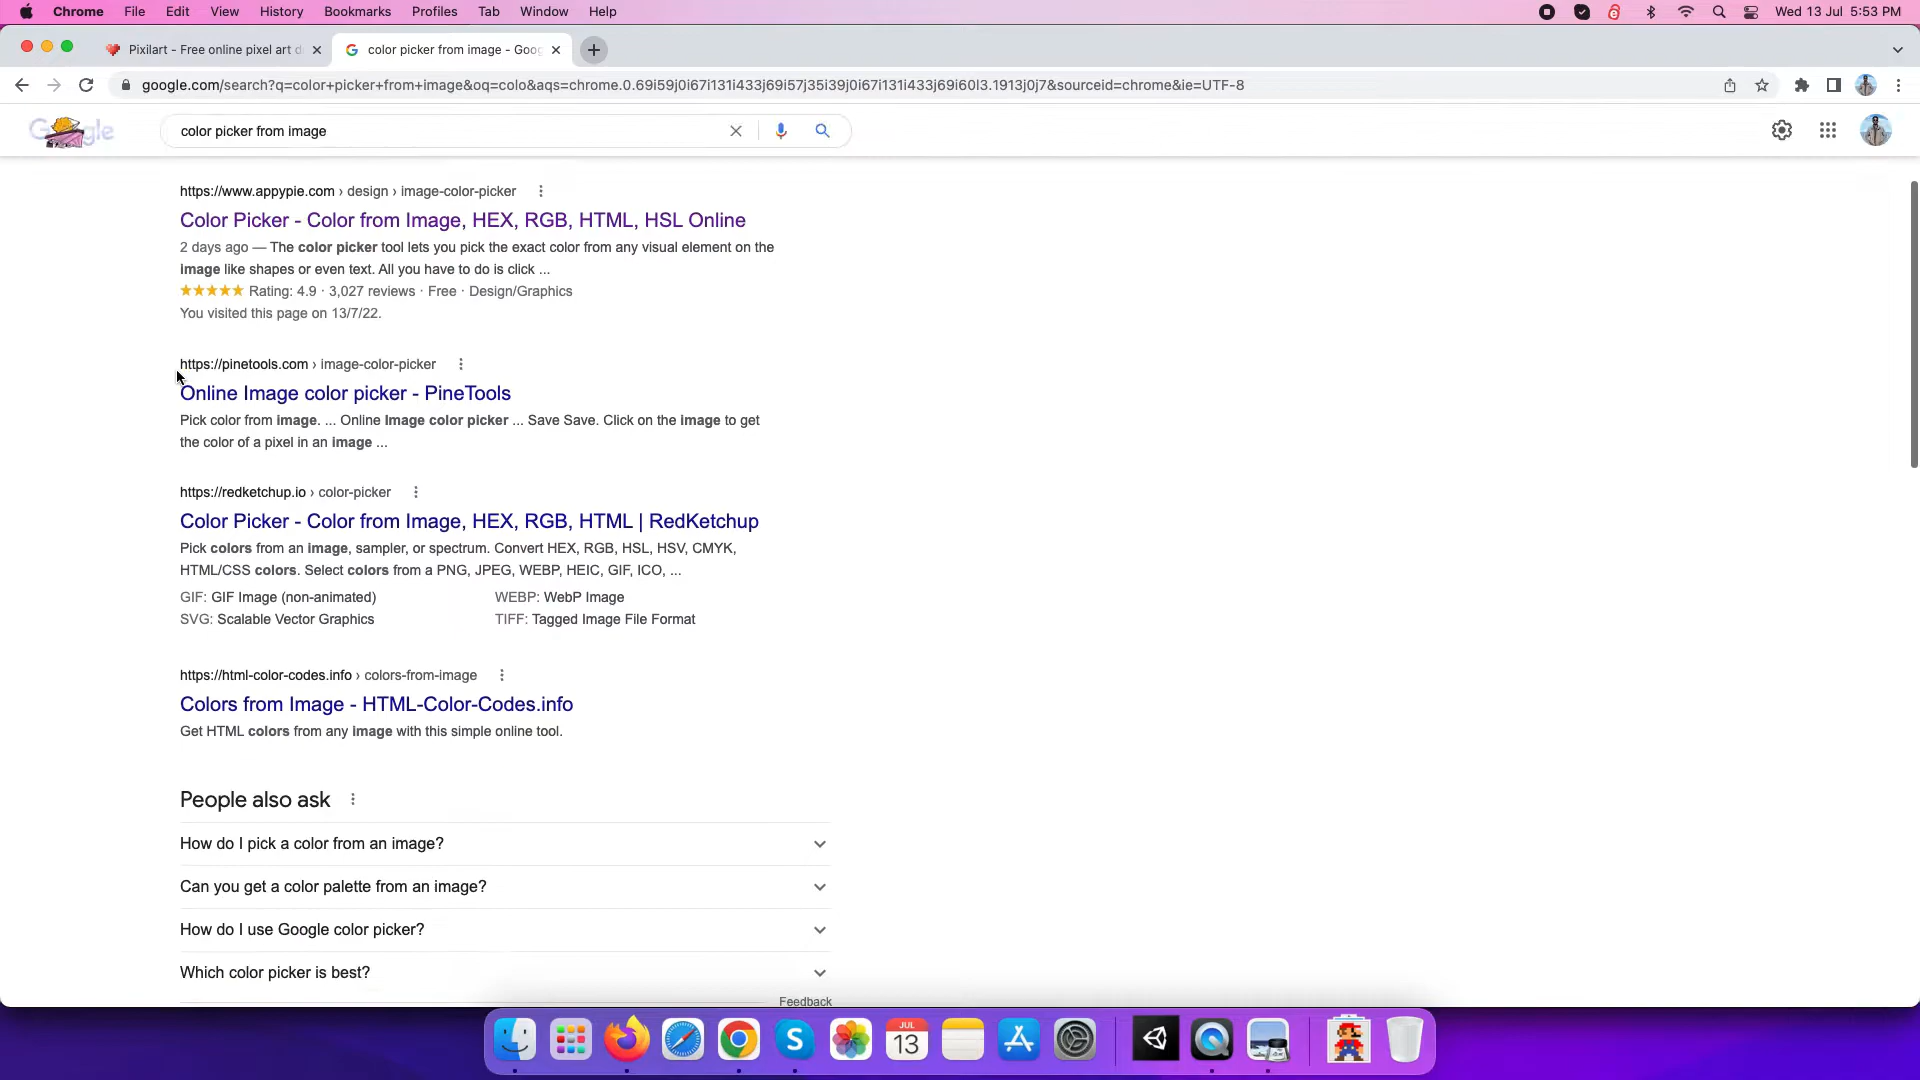 Chrome File Edit View History Bookmarks Profiles Tab Window Help Wed 13 Jul 5:53 PM
Pixilart - Free online pixel art d color picker from image - Goog
google.com/search?q=color+picker+from+image&oq=colo&aqs=chrome.0.69i59j0i67i131i433j69i57j35i39j0i67i131i433j69i60l3.1913j0j7&sourceid=chrome&ie=UTF-8
color picker from image
https://www.appypie.com › design › image-color-picker
Color Picker - Color from Image, HEX, RGB, HTML, HSL Online
2 days ago — The color picker tool lets you pick the exact color from any visual element on the
image like shapes or even text. All you have to do is click ...
Rating: 4.9 · 3,027 reviews · Free · Design/Graphics
You visited this page on 13/7/22.
https://pinetools.com › image-color-picker
Online Image color picker - PineTools
Pick color from image. ... Online Image color picker ... Save Save. Click on the image to get
the color of a pixel in an image ...
https://redketchup.io › color-picker
Color Picker - Color from Image, HEX, RGB, HTML | RedKetchup
Pick colors from an image, sampler, or spectrum. Convert HEX, RGB, HSL, HSV, CMYK,
HTML/CSS colors. Select colors from a PNG, JPEG, WEBP, HEIC, GIF, ICO, ...
GIF: GIF Image (non-animated) WEBP: WebP Image
SVG: Scalable Vector Graphics TIFF: Tagged Image File Format
https://html-color-codes.info › colors-from-image
Colors from Image - HTML-Color-Codes.info
Get HTML colors from any image with this simple online tool.
People also ask
How do I pick a color from an image?
Can you get a color palette from an image?
How do I use Google color picker?
Which color picker is best?
Feedback
JUL
13